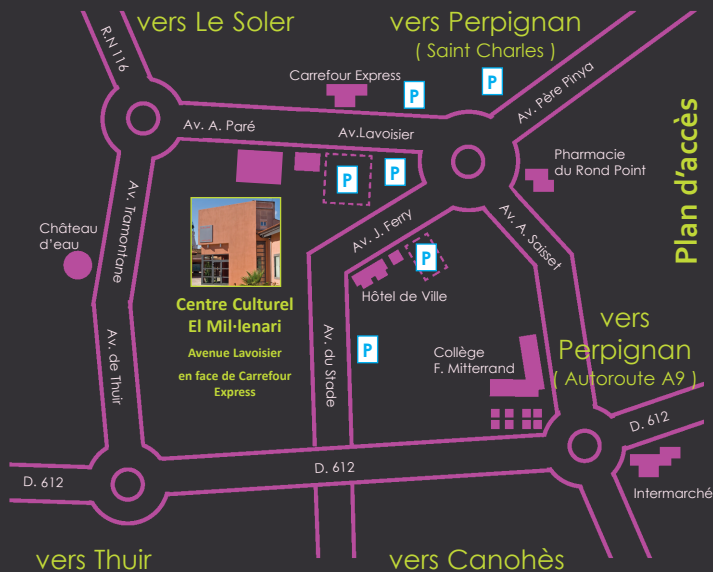 vers Le Soler
vers Perpignan
( Saint Charles )
R.N 116
Carrefour Express
P
P
Av. Père Pinya
Av. A. Paré
Av.Lavoisier
Plan d'accès
Pharmacie
du Rond Point
P
P
Av. Tramontane
Château
d'eau
Av. J. Ferry
Av. A. Saisset
P
Hôtel de Ville
Centre Culturel
El Mil·lenari
Avenue Lavoisier
en face de Carrefour
Express
Av. de Thuir
Av. du Stade
P
Collège
F. Mitterrand
vers
Perpignan
( Autoroute A9 )
D. 612
D. 612
D. 612
Intermarché
vers Thuir
vers Canohès